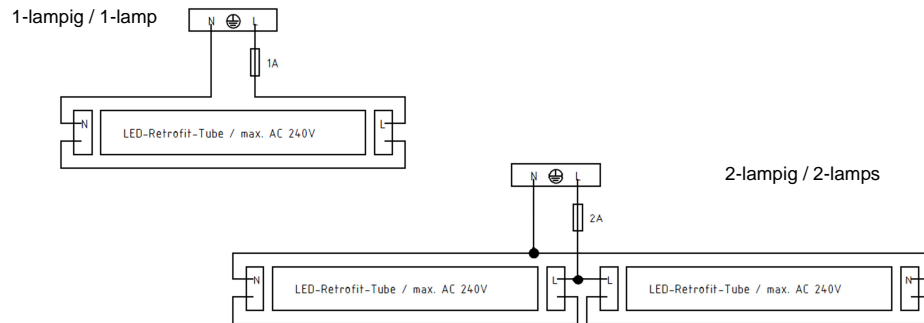 1-lampig / 1-lamp
N L
1A
N LED-Retrofit-Tube / max. AC 240V L
2-lampig / 2-lamps
N L
2A
N LED-Retrofit-Tube / max. AC 240V L L LED-Retrofit-Tube / max. AC 240V N